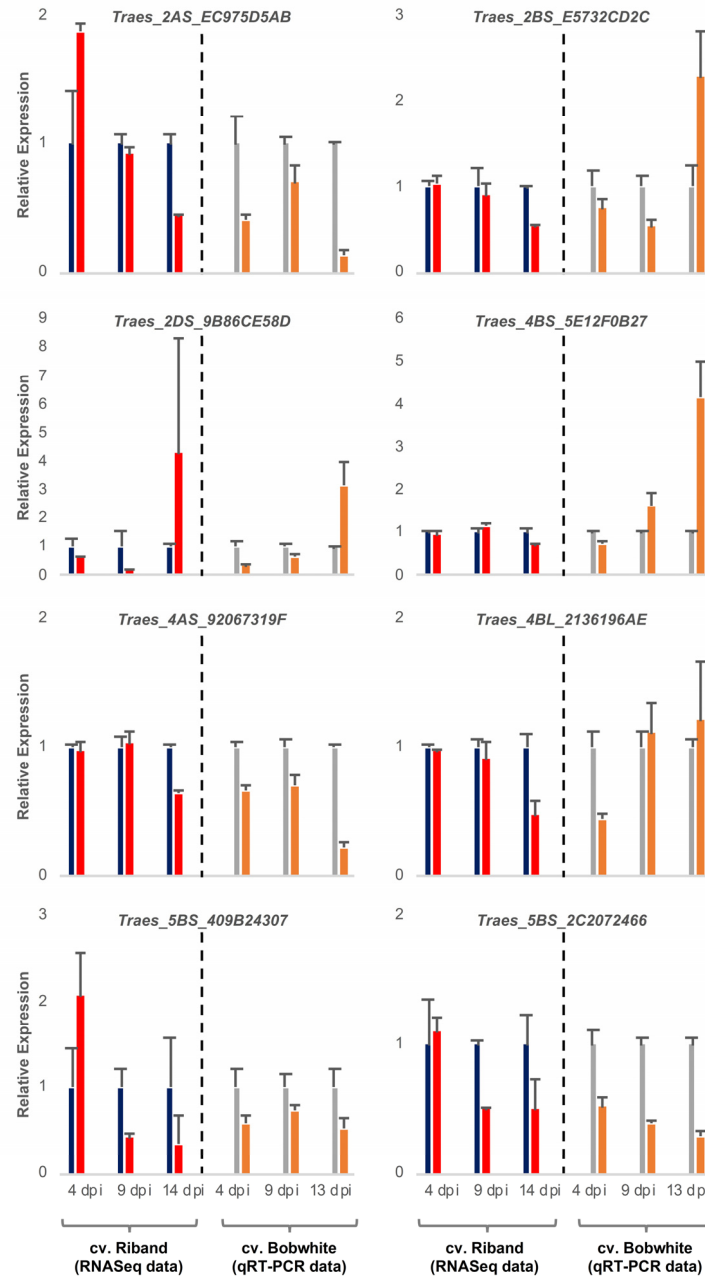 Traes_2AS_EC975D5AB
Traes_2BS_E5732CD2C
Relative Expression
2
1
0
3
2
1
0
Traes_2DS_9B86CE58D
Traes_4BS_5E12F0B27
Relative Expression
9
8
7
6
5
4
3
2
1
0
6
5
4
3
2
1
0
Traes_4AS_92067319F
Traes_4BL_2136196AE
Relative Expression
2
1
0
2
1
0
Traes_5BS_409B24307
Traes_5BS_2C2072466
Relative Expression
3
2
1
0
2
1
0
4 dpi 9 dpi 14 dpi 4 dpi 9 dpi 13 dpi
4 dpi 9 dpi 14 dpi 4 dpi 9 dpi 13 dpi
cv. Riband
(RNASeq data)
cv. Bobwhite
(qRT-PCR data)
cv. Riband
(RNASeq data)
cv. Bobwhite
(qRT-PCR data)